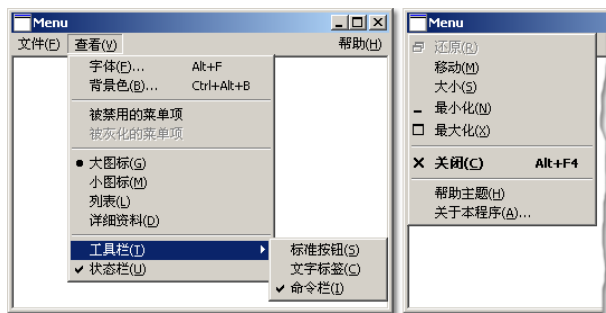 Menu
文件(F) 查看(V) 帮助(H)
字体(F)... Alt+F
背景色(B)... Ctrl+Alt+B
被禁用的菜单项
被灰化的菜单项
大图标(G)
小图标(M)
列表(L)
详细资料(D)
工具栏(T)
状态栏(U)
标准按钮(S)
文字标签(C)
命令栏(I)
Menu
还原(R)
移动(M)
大小(S)
最小化(N)
最大化(X)
关闭(C) Alt+F4
帮助主题(H)
关于本程序(A)...